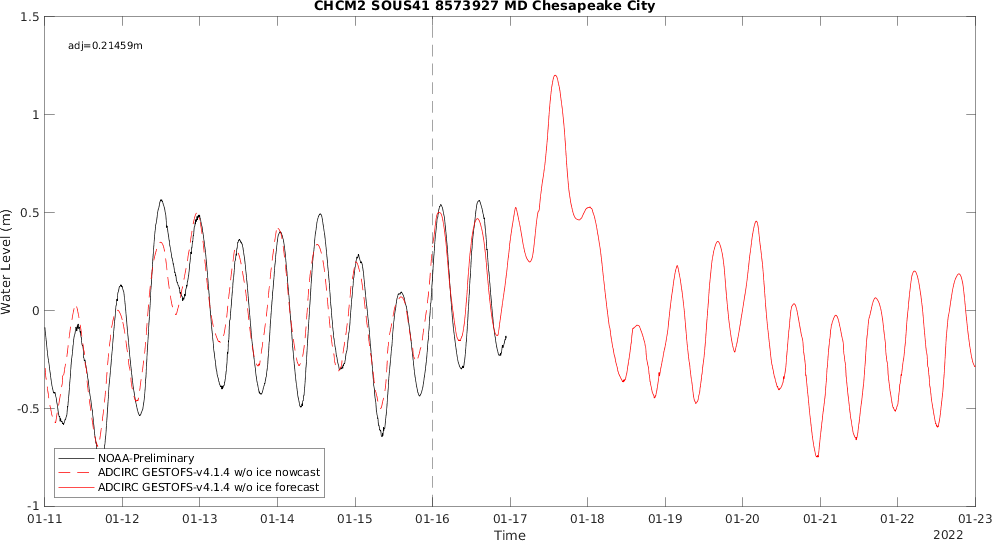 CHCM2 SOUS41 8573927 MD Chesapeake City
adj=0.21459m
1.5
1
0.5
0
-0.5
-1
Water Level (m)
NOAA-Preliminary
ADCIRC GESTOFS-v4.1.4 w/o ice nowcast
ADCIRC GESTOFS-v4.1.4 w/o ice forecast
01-11 01-12 01-13 01-14 01-15 01-16 01-17 01-18 01-19 01-20 01-21 01-22 01-23
Time
2022